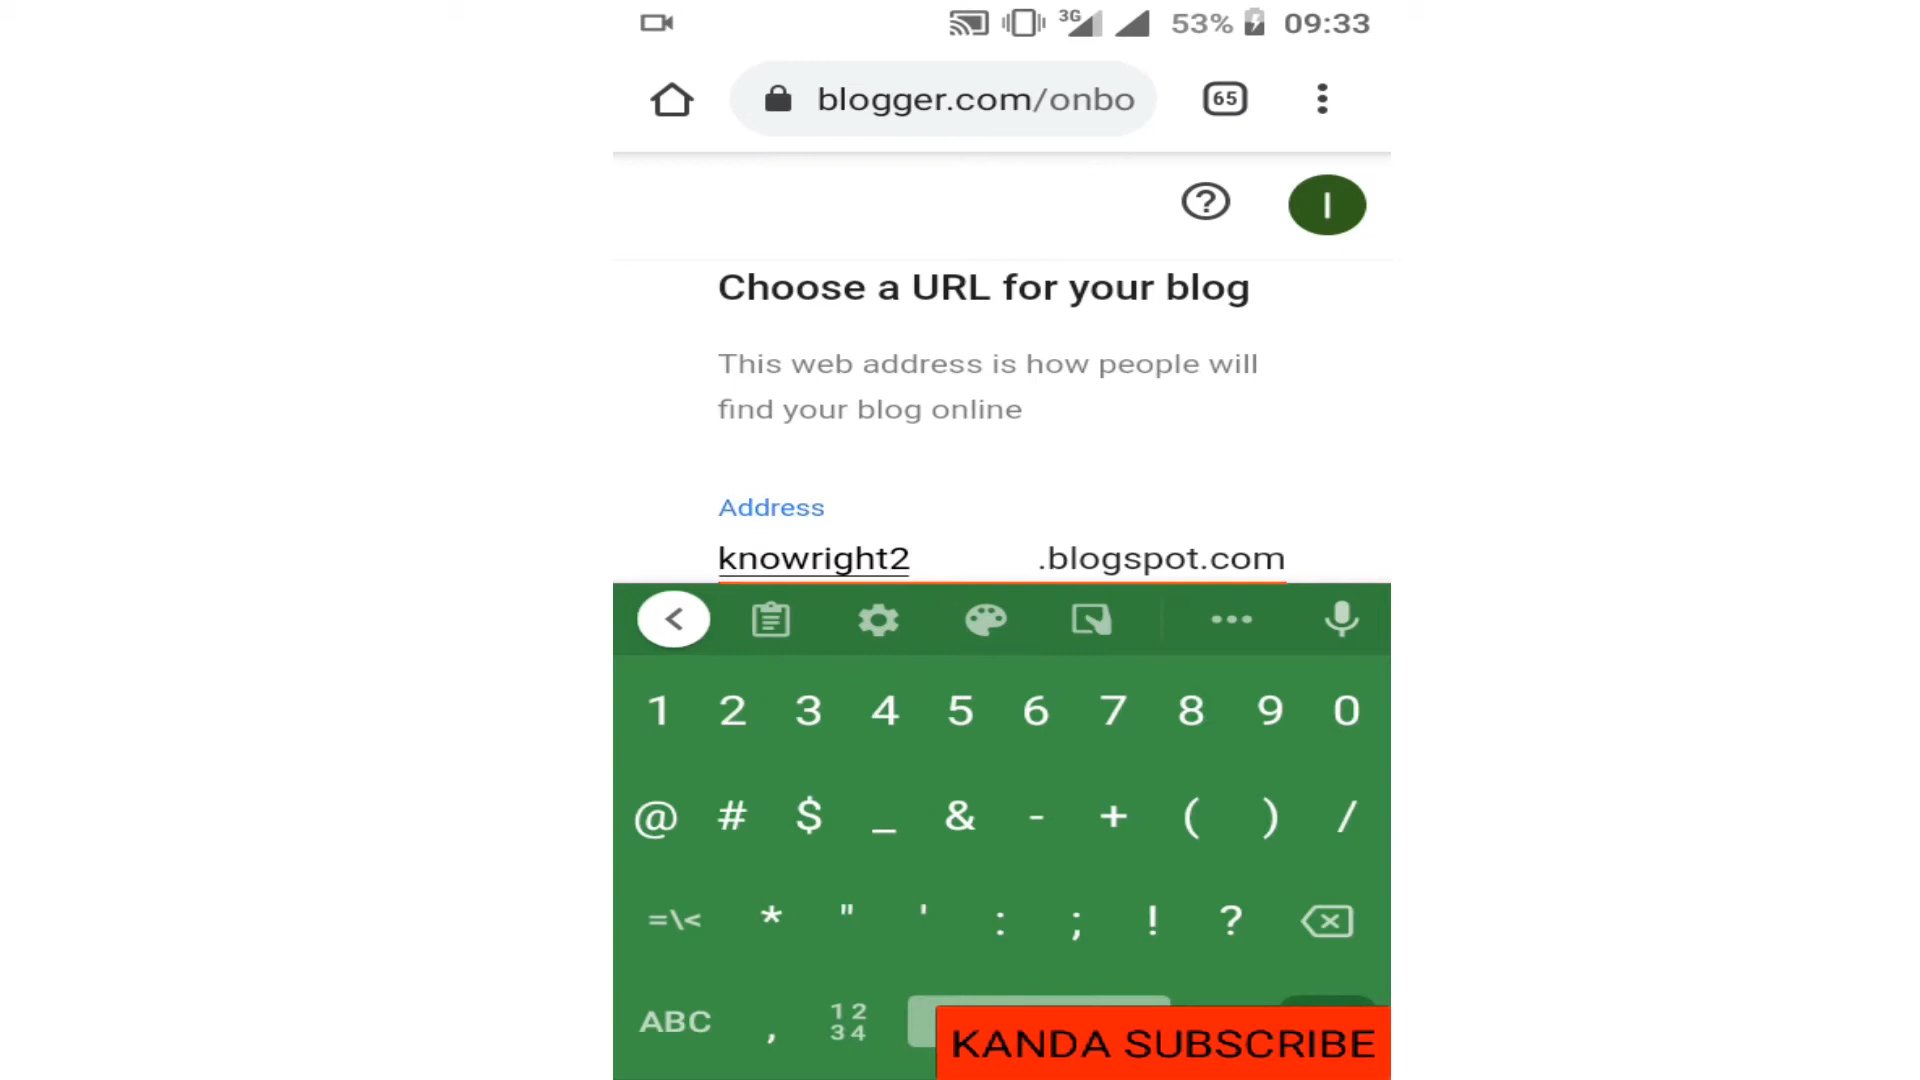 3G 53% 09:33
blogger.com/onbo 65
I
Choose a URL for your blog
This web address is how people will
find your blog online
Address
knowright2 .blogspot.com
1 2 3 4 5 6 7 8 9 0
@ # $ _ & - + ( ) /
=\< * " ' : ; ! ?
ABC , 12 34
KANDA SUBSCRIBE